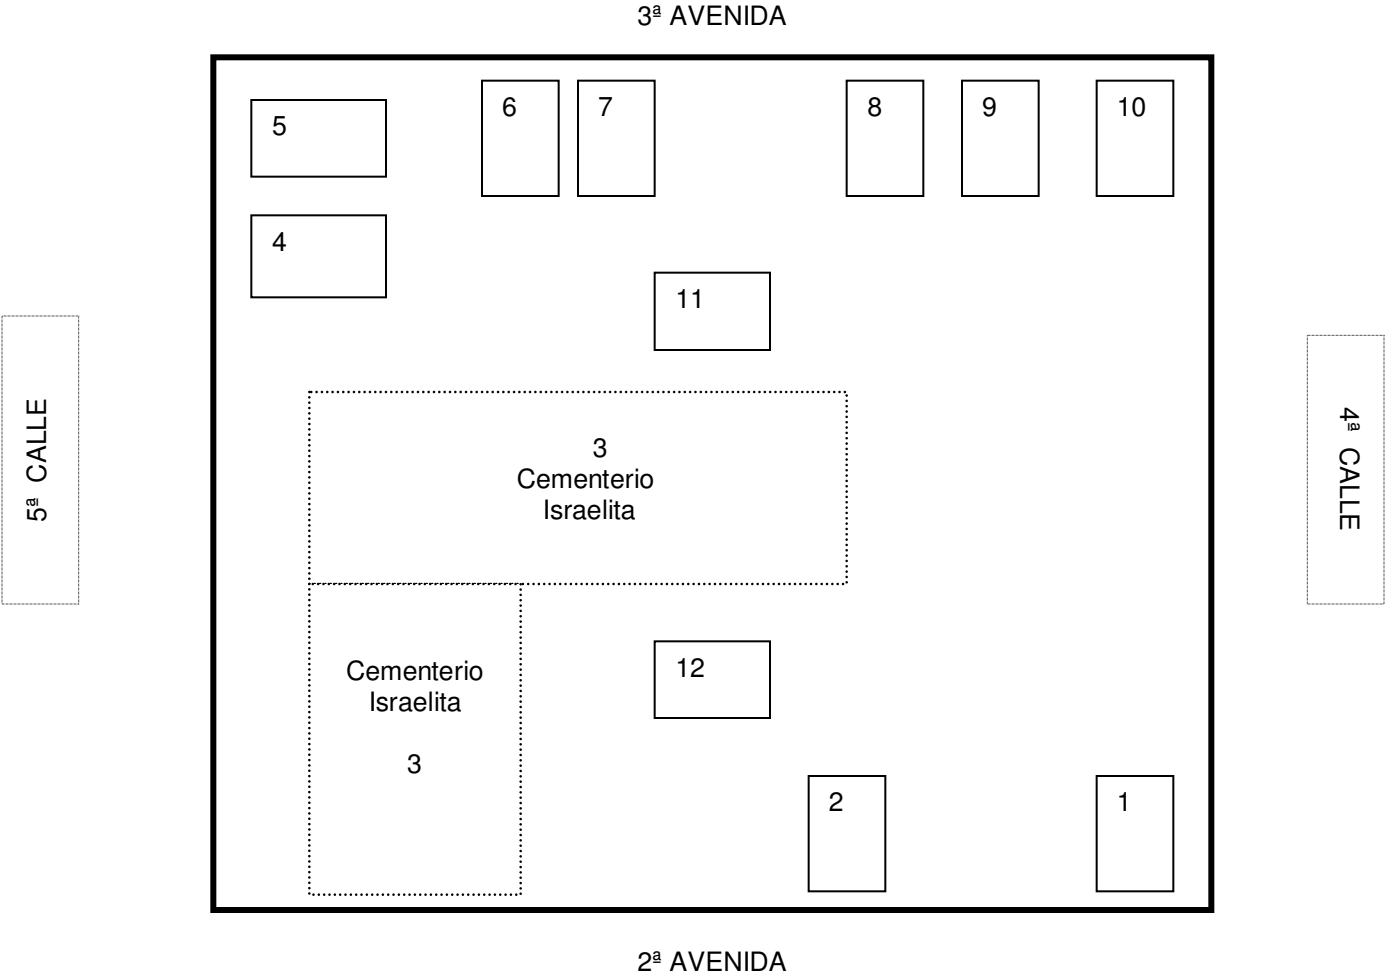 3ª AVENIDA
5
6
7
8
9
10
4
11
5ª CALLE
4ª CALLE
3
Cementerio
Israelita
Cementerio
Israelita
3
12
2
1
2ª AVENIDA